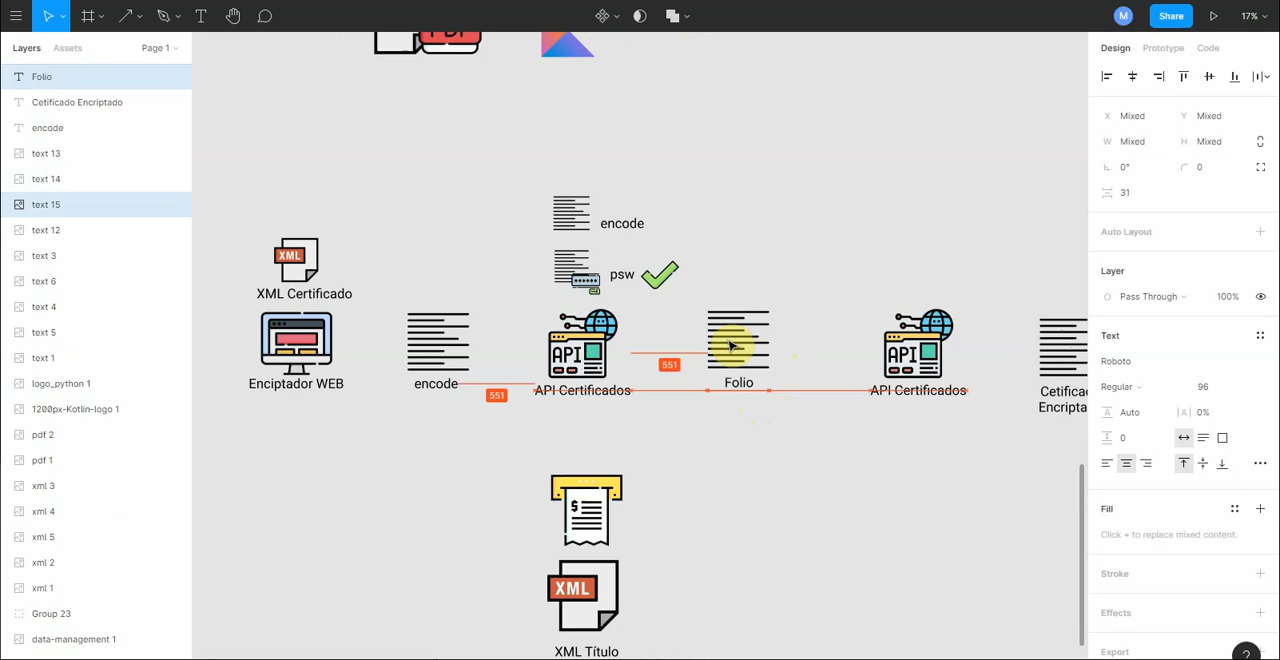 M
Share
17%
Layers
Assets
Page 1
Folio
Cetificado Encriptado
encode
text 13
text 14
text 15
text 12
text 3
text 6
text 4
text 5
text 1
logo_python 1
1200px-Kotlin-logo 1
pdf 2
pdf 1
xml 3
xml 4
xml 5
xml 2
xml 1
Group 23
data-management 1
PDF
encode
psw
XML
XML Certificado
Enciptador WEB
encode
551
API
API Certificados
551
Folio
API
API Certificados
Cetifica
Encripta
$
XML
XML Título
Design
Prototype
Code
X Mixed
Y Mixed
W Mixed
H Mixed
0°
0
31
Auto Layout
Layer
Pass Through
100%
Text
Roboto
Regular
96
Auto
|A| 0%
0
Fill
Click + to replace mixed content.
Stroke
Effects
Export
?